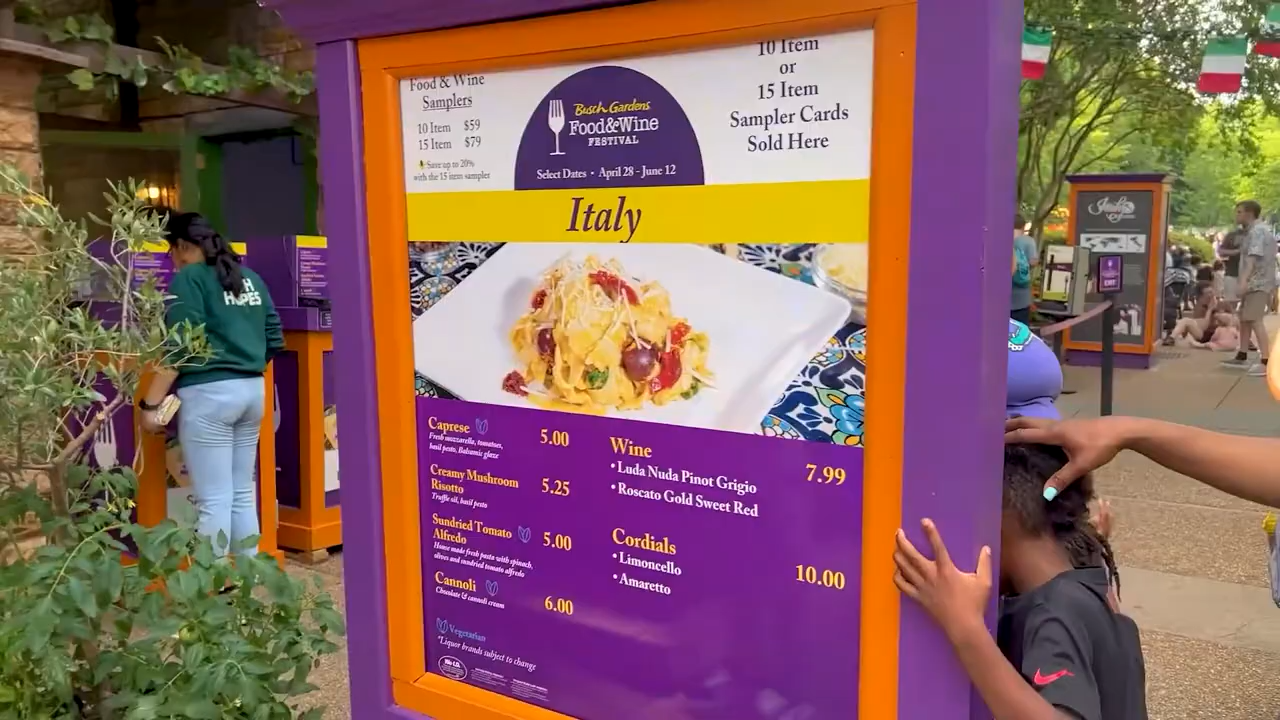 Food & Wine
Samplers
10 Item $59
15 Item $79
Save up to 20%
with the 15 item sampler
Busch Gardens
Food&Wine
FESTIVAL
Select Dates • April 28 - June 12
10 Item
or
15 Item
Sampler Cards
Sold Here
Italy
Caprese 5.00
Fresh mozzarella, tomatoes,
basil pesto, Balsamic glaze
Creamy Mushroom
Risotto 5.25
Truffle oil, basil pesto
Sundried Tomato
Alfredo 5.00
Home made fresh pasta with spinach,
olives and sundried tomato alfredo
Cannoli 6.00
Chocolate & cannoli cream
Vegetarian
*Liquor brands subject to change
Wine 7.99
• Luda Nuda Pinot Grigio
• Roscato Gold Sweet Red
Cordials
• Limoncello 10.00
• Amaretto
EXIT